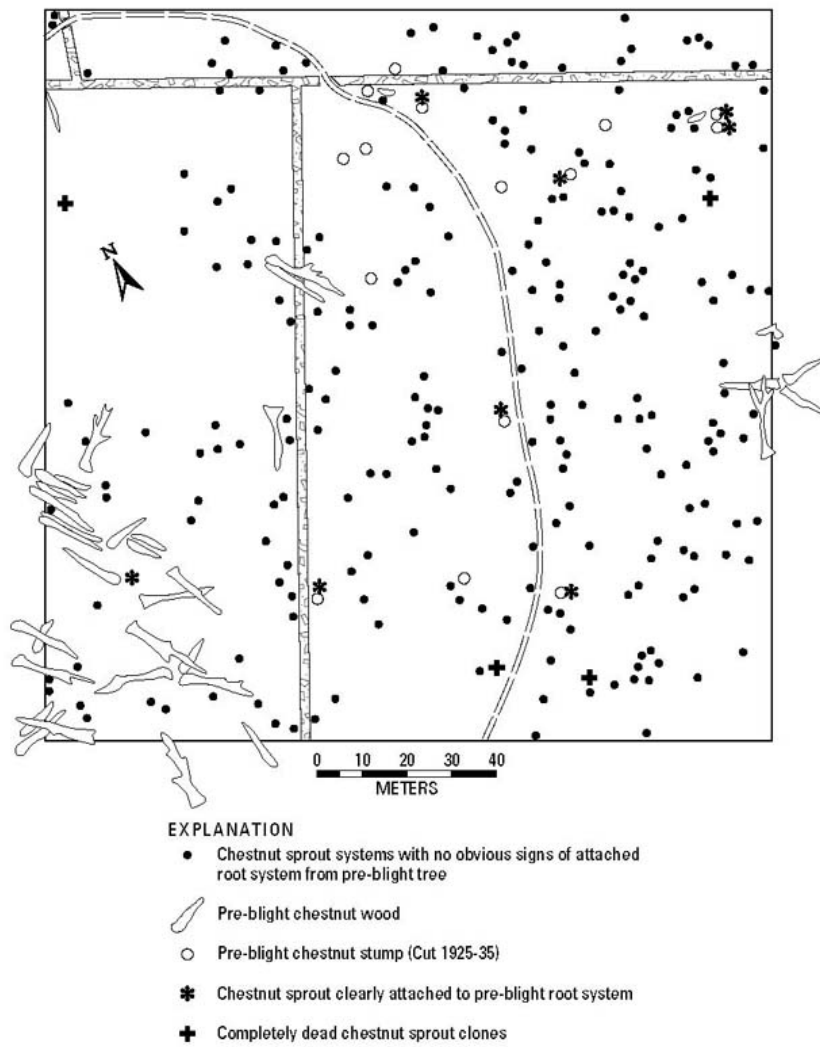 N
0 10 20 30 40
METERS
EXPLANATION
Chestnut sprout systems with no obvious signs of attached
root system from pre-blight tree
Pre-blight chestnut wood
Pre-blight chestnut stump (Cut 1925-35)
Chestnut sprout clearly attached to pre-blight root system
Completely dead chestnut sprout clones